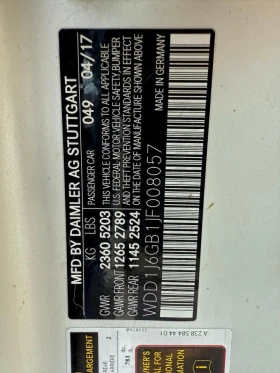 MFD BY DAIMLER AG STUTTGART
PASSENGER CAR 049 04/17
KG LBS
THIS VEHICLE CONFORMS TO ALL APPLICABLE
U.S. FEDERAL MOTOR VEHICLE SAFETY, BUMPER
AND THEFT PREVENTION STANDARDS IN EFFECT
ON THE DATE OF MANUFACTURE SHOWN ABOVE
GVWR 2360 5203
GAWR FRONT 1265 2789
GAWR REAR 1145 2524
MADE IN GERMANY
WDD1J6GB1JF008057
A 238 584 44 01